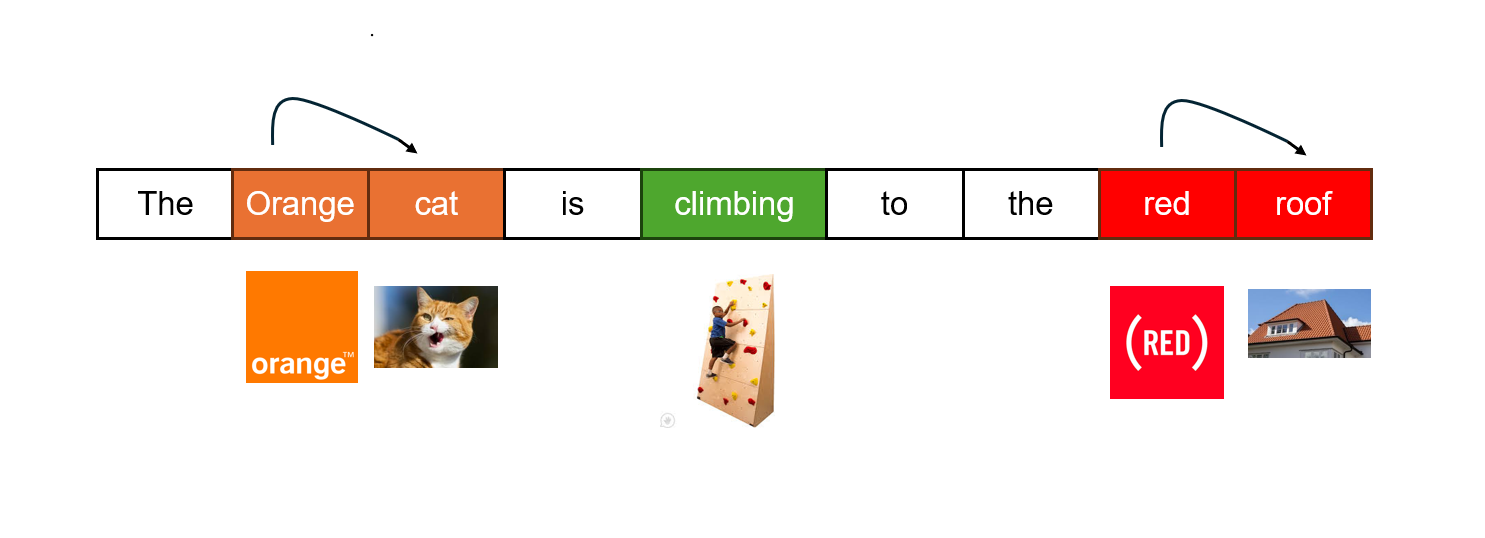 The Orange cat is climbing to the red roof
orange™
(RED)